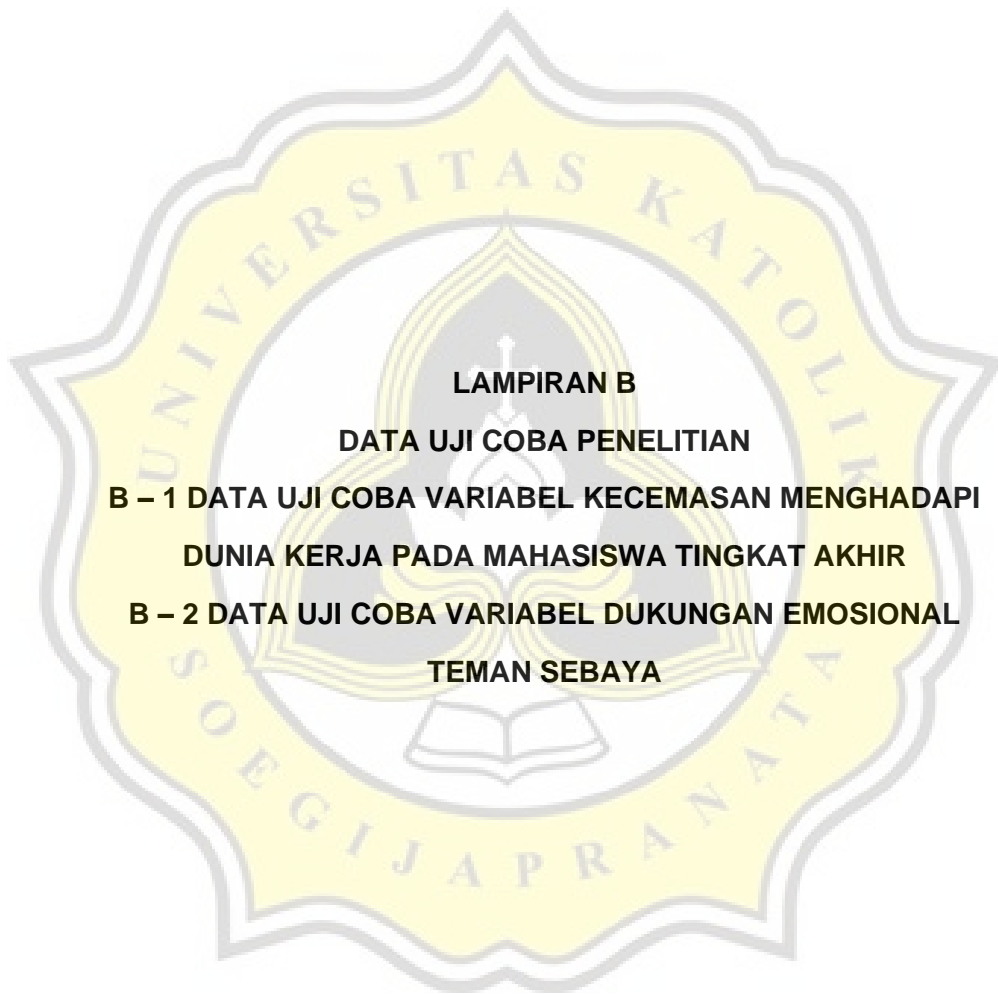 UNIVERSITAS KATOLIK
LAMPIRAN B
DATA UJI COBA PENELITIAN
B – 1 DATA UJI COBA VARIABEL KECEMASAN MENGHADAPI
DUNIA KERJA PADA MAHASISWA TINGKAT AKHIR
B – 2 DATA UJI COBA VARIABEL DUKUNGAN EMOSIONAL
TEMAN SEBAYA
SOEGIJAPRANATA